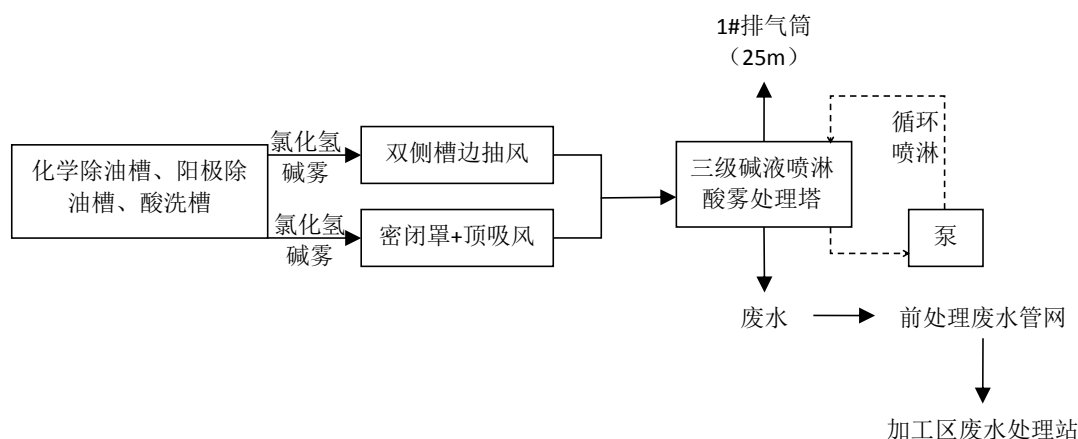 1#排气筒
（25m）
氯化氢
碱雾
双侧槽边抽风
循环
喷淋
化学除油槽、阳极除
油槽、酸洗槽
三级碱液喷淋
酸雾处理塔
氯化氢
碱雾
密闭罩+顶吸风
泵
废水
前处理废水管网
加工区废水处理站